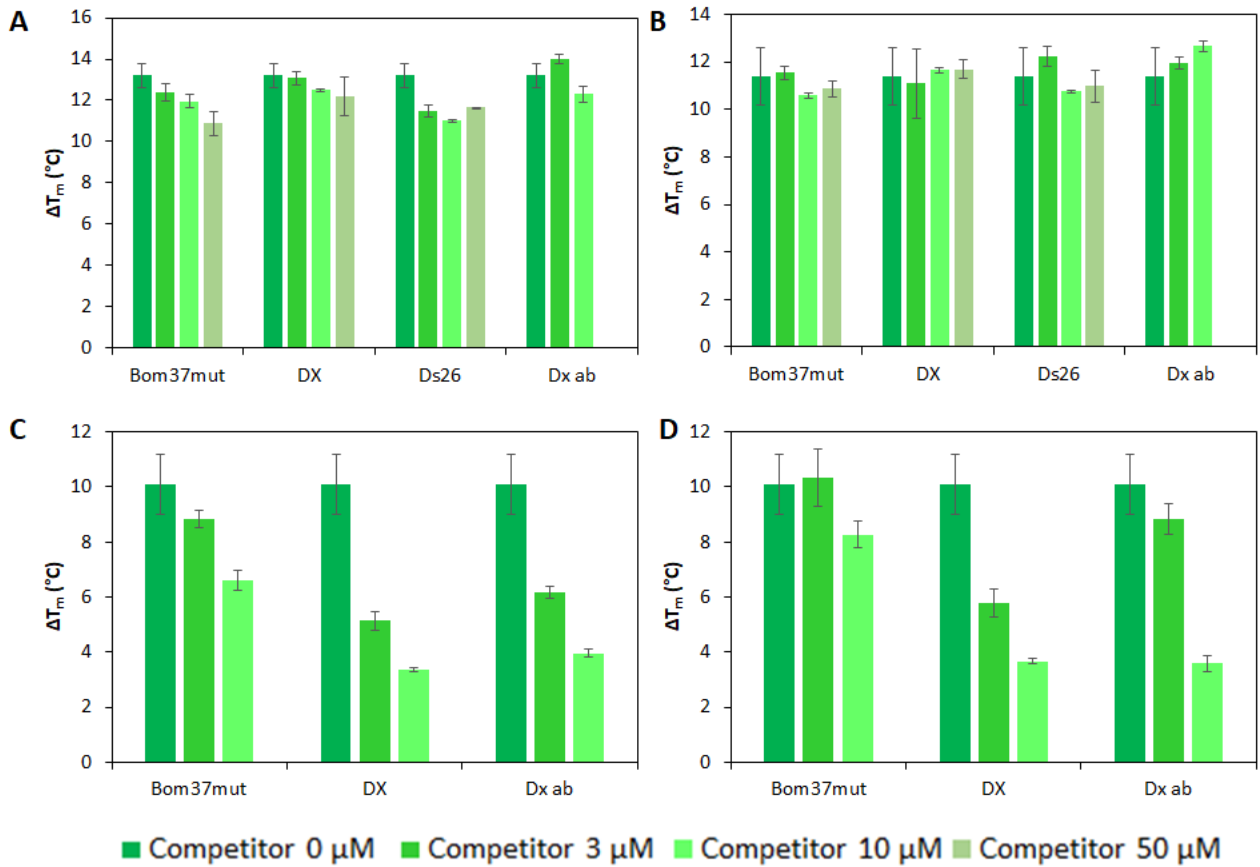 A
16
14
12
10
8
6
4
2
0
ΔTm (°C)
Bom37mut DX Ds26 Dx ab
B
14
12
10
8
6
4
2
0
ΔTm (°C)
Bom37mut DX Ds26 Dx ab
C
12
10
8
6
4
2
0
ΔTm (°C)
Bom37mut DX Dx ab
D
12
10
8
6
4
2
0
ΔTm (°C)
Bom37mut DX Dx ab
Competitor 0 μM Competitor 3 μM Competitor 10 μM Competitor 50 μM